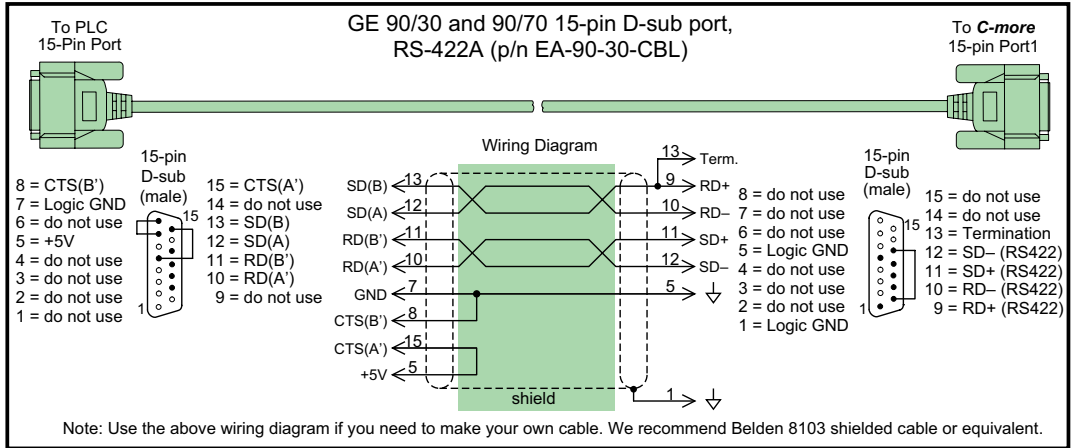 GE 90/30 and 90/70 15-pin D-sub port,
RS-422A (p/n EA-90-30-CBL)
To PLC
15-Pin Port
To C-more
15-pin Port1
15-pin
D-sub
(male)
8 = CTS(B')
7 = Logic GND
6 = do not use
5 = +5V
4 = do not use
3 = do not use
2 = do not use
1 = do not use
15
1
15 = CTS(A')
14 = do not use
13 = SD(B)
12 = SD(A)
11 = RD(B')
10 = RD(A')
9 = do not use
Wiring Diagram
13 Term.
SD(B) 13 9 RD+
SD(A) 12 10 RD–
RD(B') 11 11 SD+
RD(A') 10 12 SD–
GND 7 5
CTS(B') 8
CTS(A') 15
+5V 5
shield
1
8 = do not use
7 = do not use
6 = do not use
5 = Logic GND
4 = do not use
3 = do not use
2 = do not use
1 = Logic GND
15-pin
D-sub
(male)
15
1
15 = do not use
14 = do not use
13 = Termination
12 = SD– (RS422)
11 = SD+ (RS422)
10 = RD– (RS422)
9 = RD+ (RS422)
Note: Use the above wiring diagram if you need to make your own cable. We recommend Belden 8103 shielded cable or equivalent.